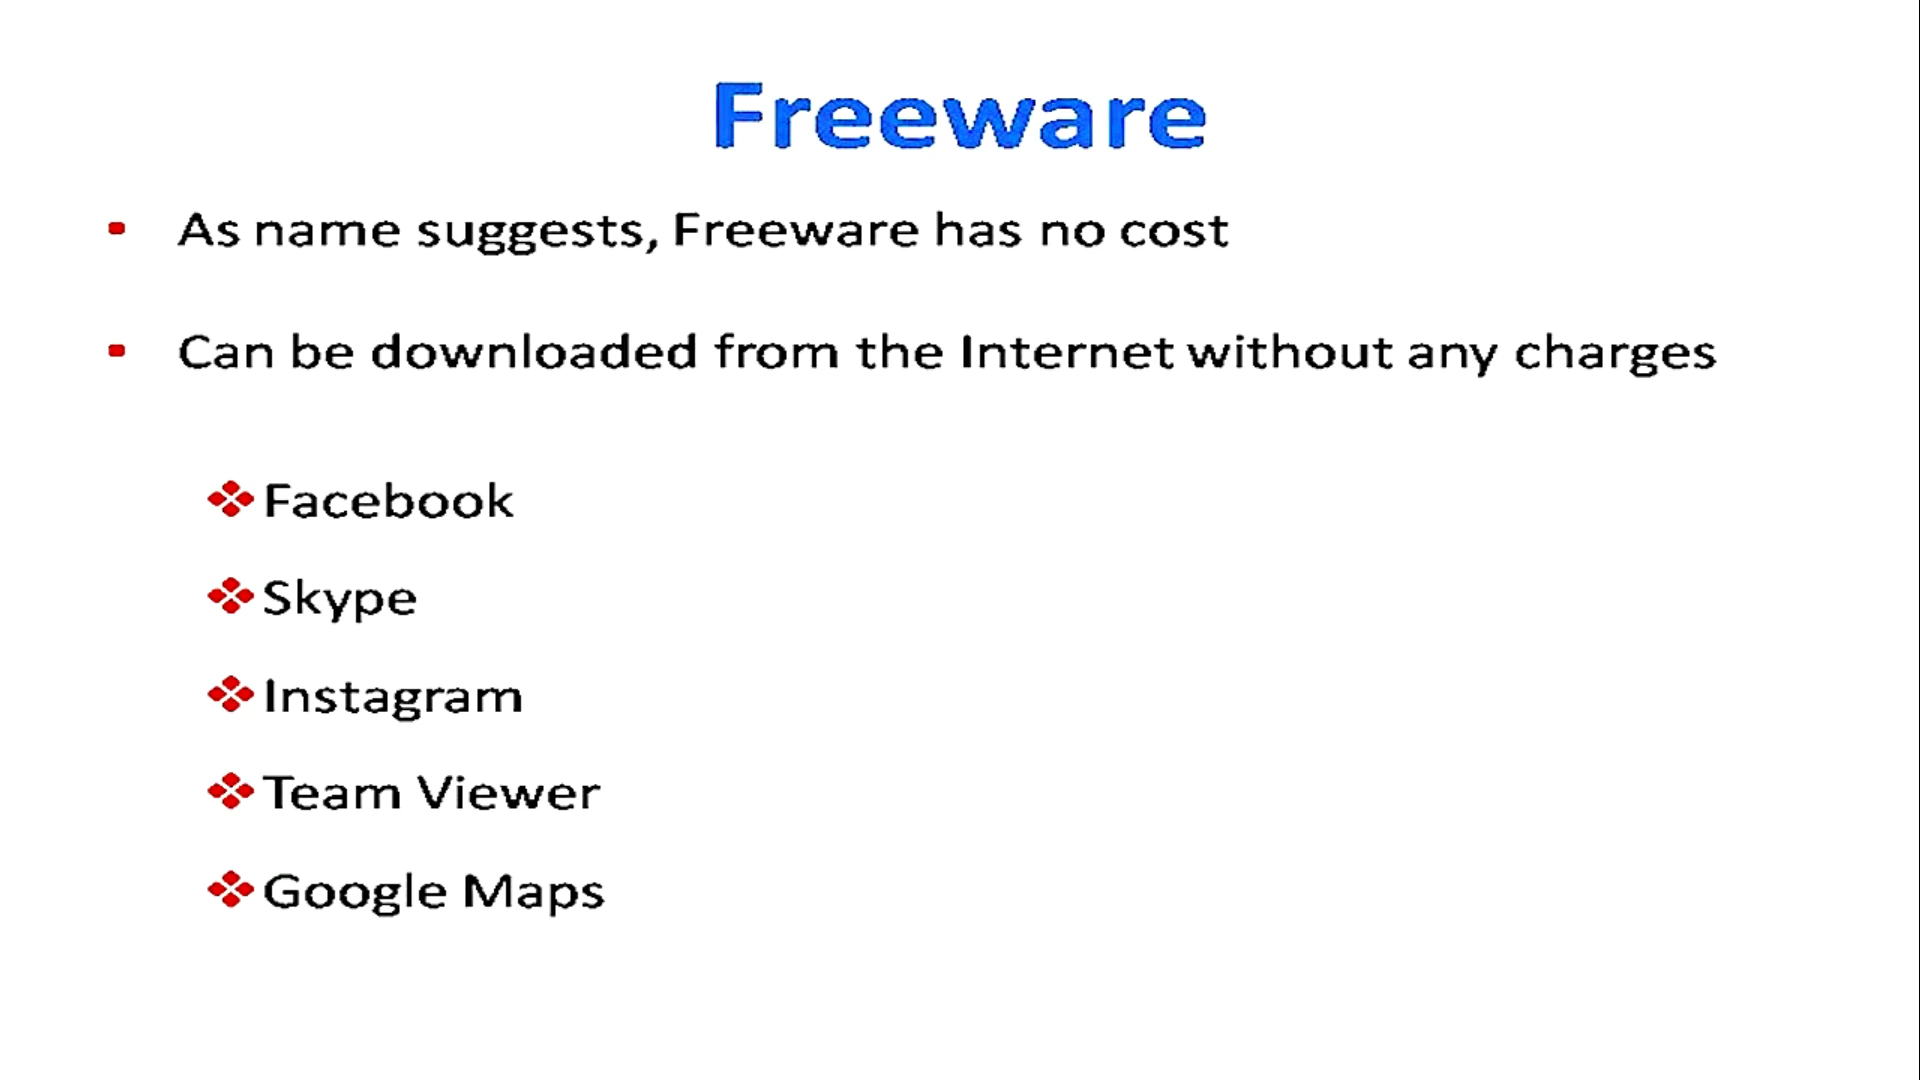 Freeware
As name suggests, Freeware has no cost
Can be downloaded from the Internet without any charges
Facebook
Skype
Instagram
Team Viewer
Google Maps